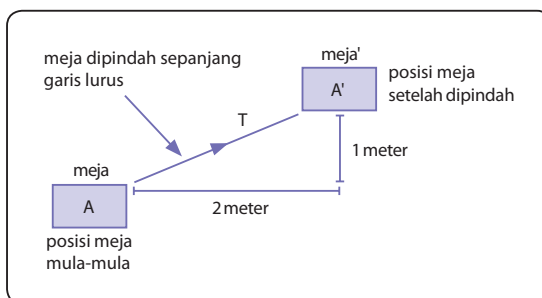 meja dipindah sepanjang
garis lurus
meja'
A'
posisi meja
setelah dipindah
T
1 meter
meja
A
2 meter
posisi meja
mula-mula